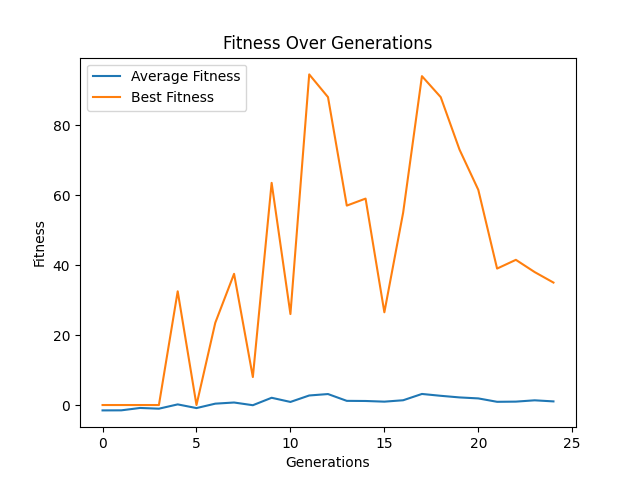 Fitness Over Generations
Average Fitness
Best Fitness
Fitness
80
60
40
20
0
0 5 10 15 20 25
Generations